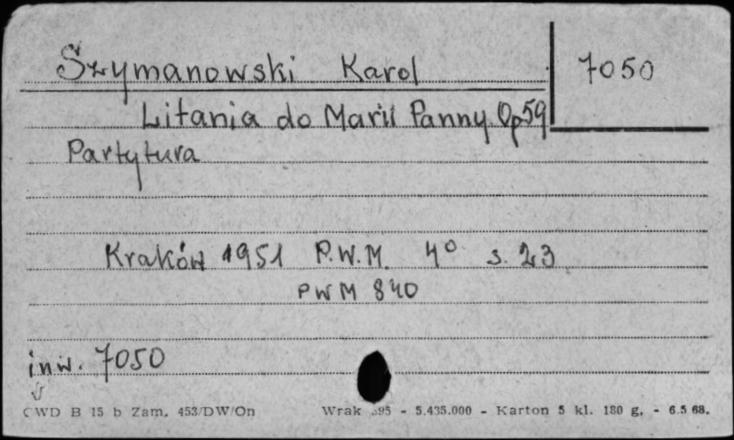 Szymanowski Karol 7050
Litania do Marii Panny Op59
Partytura
Kraków 1951 P.W.M. 4° s. 23
PWM 840
inw. 7050
CWD B 15 b Zam. 453/DW/On Wrak - 5.435.000 - Karton 5 kl. 180 g. - 6.5 68.